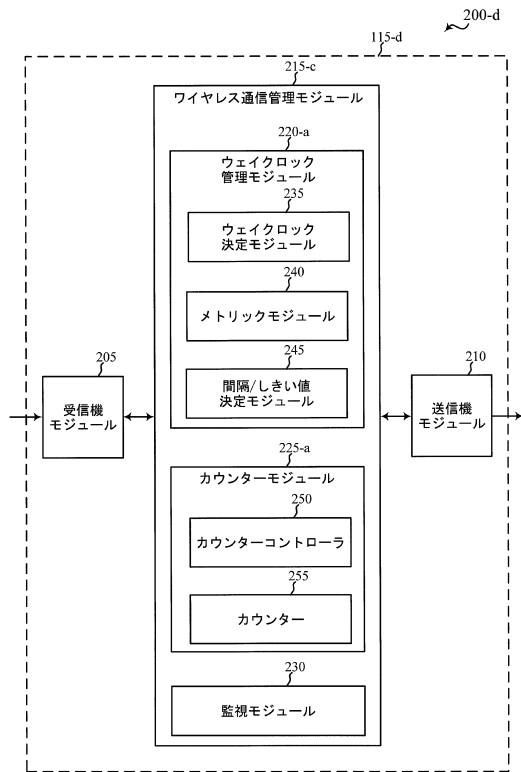 200-d
115-d
215-c
ワイヤレス通信管理モジュール
220-a
ウェイクロック
管理モジュール
235
ウェイクロック
決定モジュール
240
メトリックモジュール
245
間隔/しきい値
決定モジュール
205
受信機
モジュール
210
送信機
モジュール
225-a
カウンターモジュール
250
カウンターコントローラ
255
カウンター
230
監視モジュール